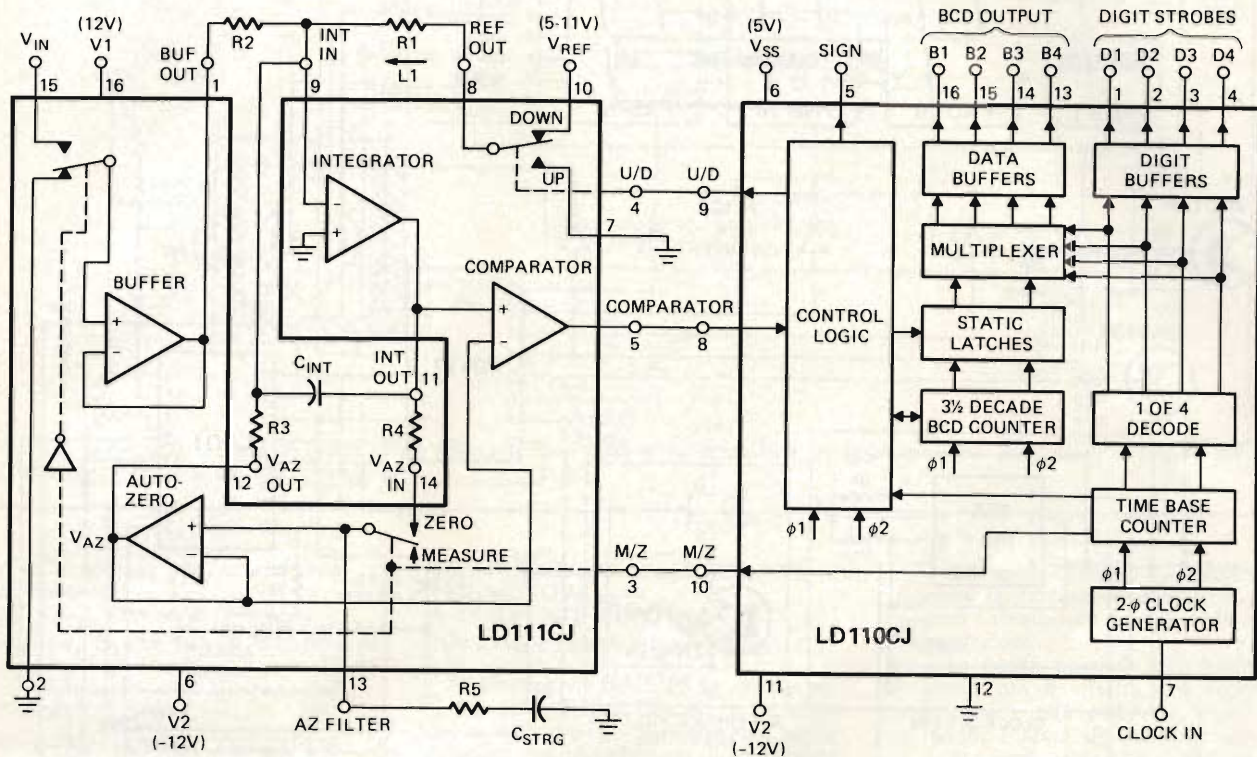 BCD OUTPUT
DIGIT STROBES
(12V)
V1
VIN
BUF OUT
R2
INT IN
R1
L1
REF OUT
(5-11V)
VREF
(5V)
VSS
SIGN
B1 B2 B3 B4
D1 D2 D3 D4
15 16 1 9 8 10
6 5 16 15 14 13 1 2 3 4
DOWN
UP
INTEGRATOR
U/D
4
U/D
9
7
DATA BUFFERS
DIGIT BUFFERS
MULTIPLEXER
BUFFER
+
−
−
+
COMPARATOR
+
−
COMPARATOR
5 8
CONTROL LOGIC
STATIC LATCHES
CINT
INT OUT
11
R3
R4
3½ DECADE BCD COUNTER
1 OF 4 DECODE
φ1 φ2
VAZ OUT
12
VAZ IN
14
AUTO-ZERO
VAZ
+
−
ZERO
MEASURE
M/Z
3
M/Z
10
φ1 φ2
TIME BASE COUNTER
φ1 φ2
2-φ CLOCK GENERATOR
LD111CJ
LD110CJ
2
6
V2
(-12V)
13
AZ FILTER
R5
CSTRG
11
V2
(-12V)
12
7
CLOCK IN